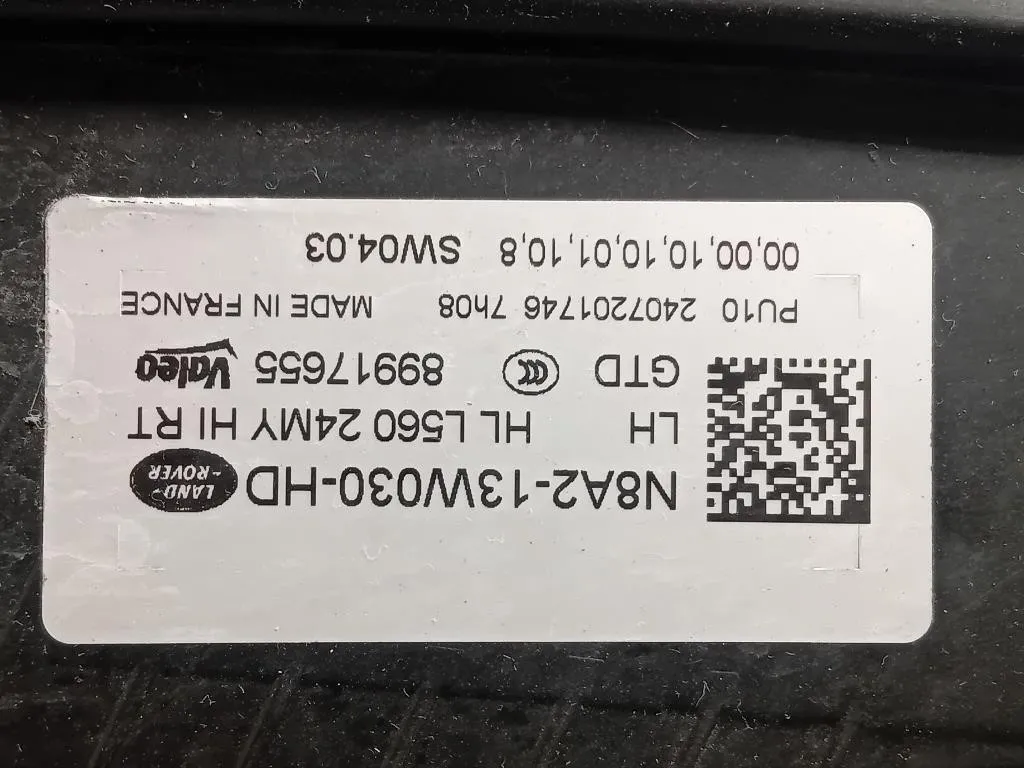 N8A2-13W030-HD LAND-ROVER
LH HL L560 24MY HI RT
GTD CCC 89917655 Valeo
PU10 2407201746 7h08 MADE IN FRANCE
00,00,10,10,01,10,8 SW04.03